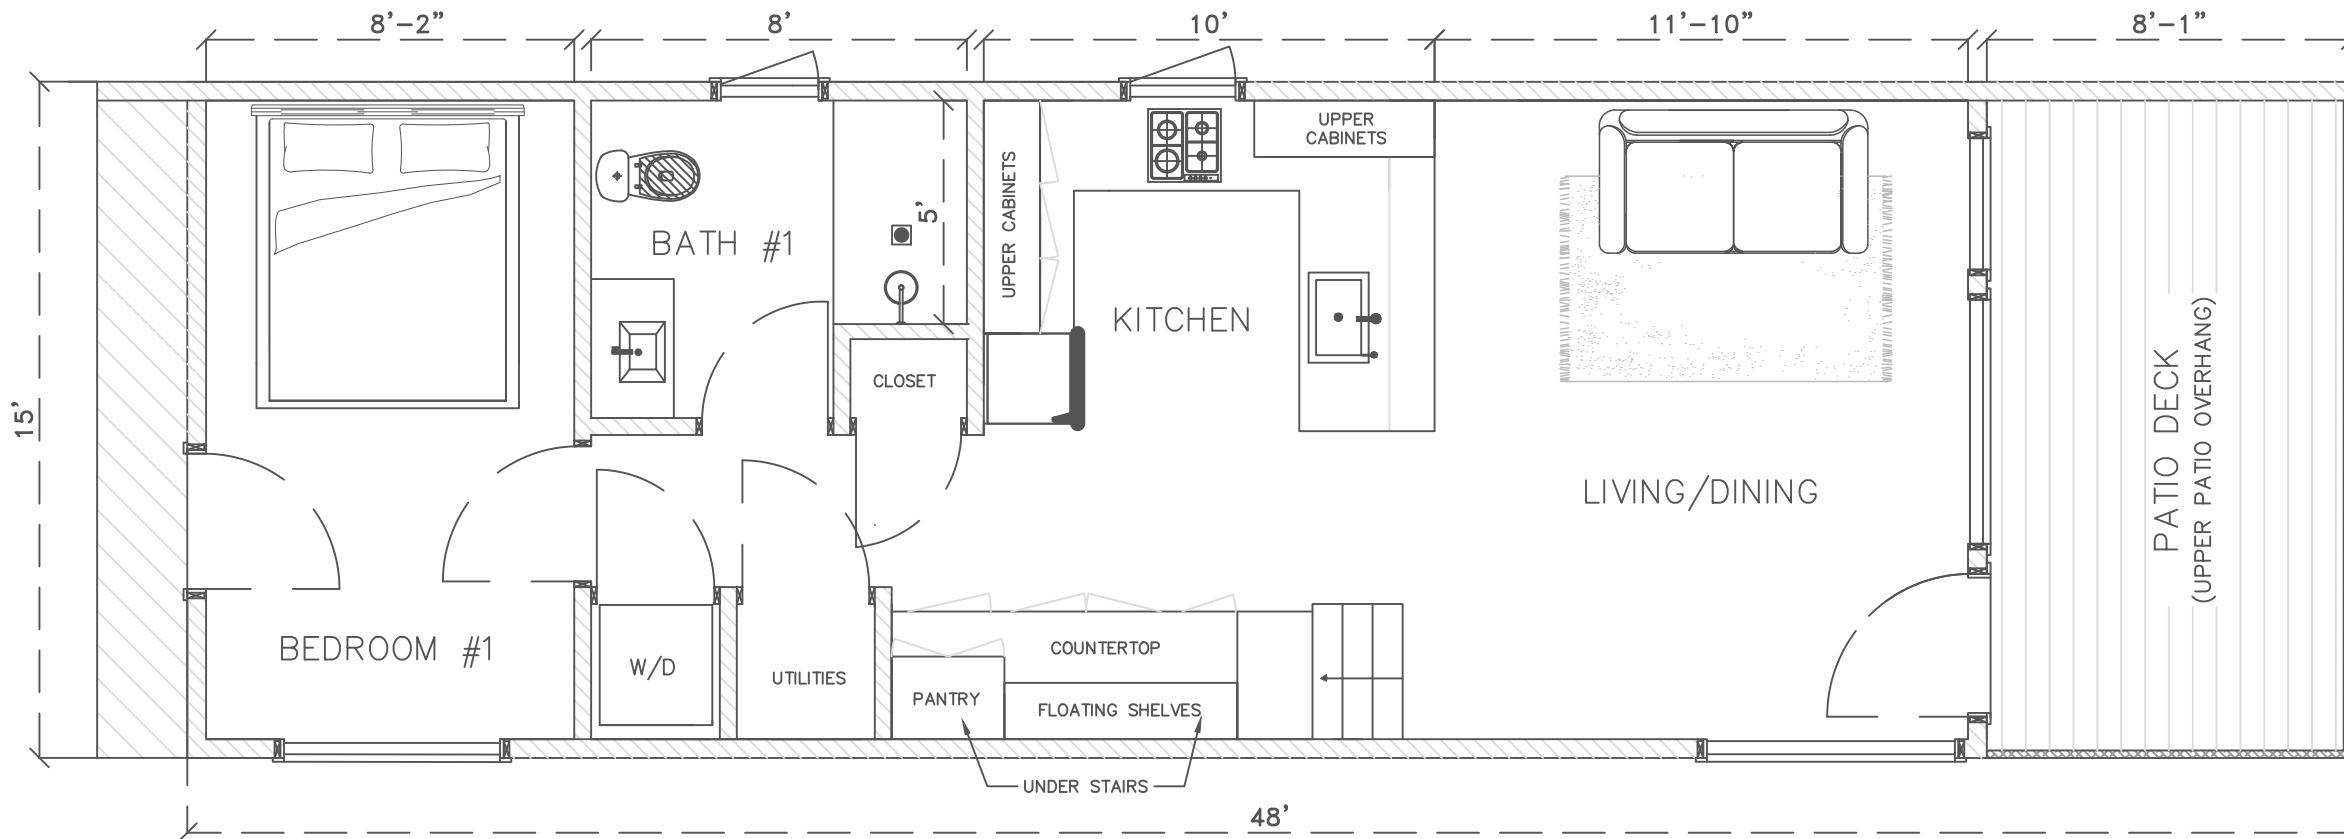 8'-2"
8'
10'
11'-10"
8'-1"
UPPER
CABINETS
UPPER CABINETS
5'
BATH #1
KITCHEN
CLOSET
15'
LIVING/DINING
PATIO DECK
(UPPER PATIO OVERHANG)
BEDROOM #1
W/D
UTILITIES
COUNTERTOP
PANTRY
FLOATING SHELVES
UNDER STAIRS
48'